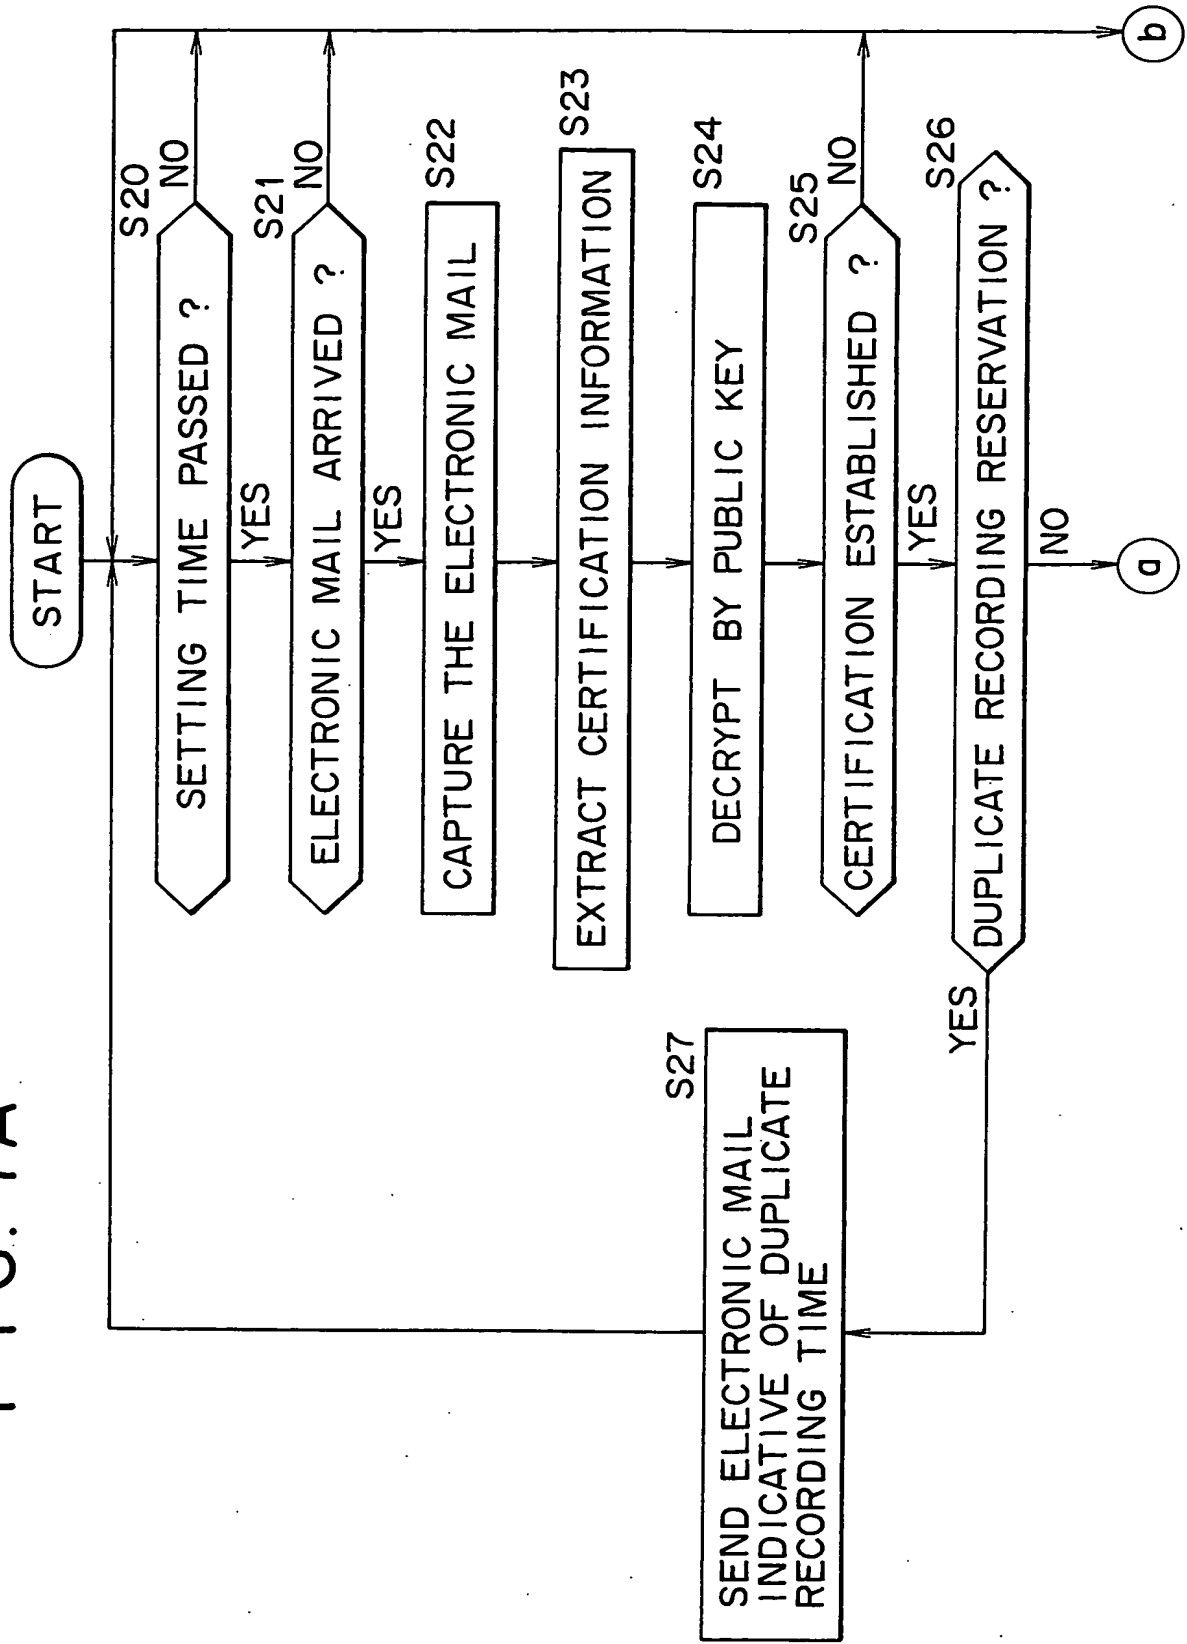 FIG. 7A
START
S20
SETTING TIME PASSED ?
NO
YES
S21
ELECTRONIC MAIL ARRIVED ?
NO
YES
S22
CAPTURE THE ELECTRONIC MAIL
S23
EXTRACT CERTIFICATION INFORMATION
S24
DECRYPT BY PUBLIC KEY
S25
CERTIFICATION ESTABLISHED ?
NO
YES
S26
DUPLICATE RECORDING RESERVATION ?
YES
NO
S27
SEND ELECTRONIC MAIL
INDICATIVE OF DUPLICATE
RECORDING TIME
a
b